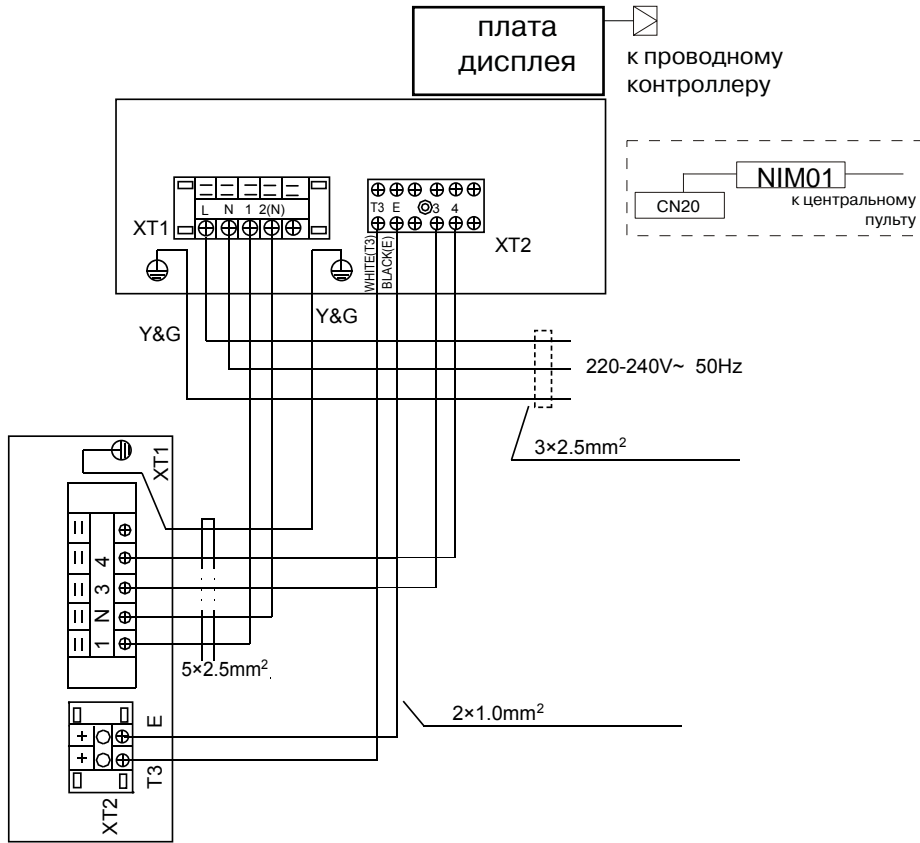 плата
дисплея
к проводному
контроллеру
NIM01
CN20
к центральному
пульту
L N 1 2(N)
XT1
T3 E 3 4
XT2
WHITE(T3)
BLACK(E)
Y&G
Y&G
220-240V~ 50Hz
3×2.5mm²
XT1
4
3
N
1
5×2.5mm²
2×1.0mm²
E
T3
XT2